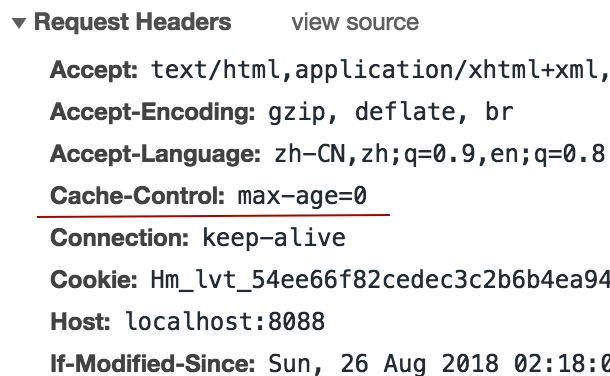 ▼ Request Headers view source
Accept: text/html,application/xhtml+xml,
Accept-Encoding: gzip, deflate, br
Accept-Language: zh-CN,zh;q=0.9,en;q=0.8
Cache-Control: max-age=0
Connection: keep-alive
Cookie: Hm_lvt_54ee66f82cedec3c2b6b4ea94
Host: localhost:8088
If-Modified-Since: Sun, 26 Aug 2018 02:18:0